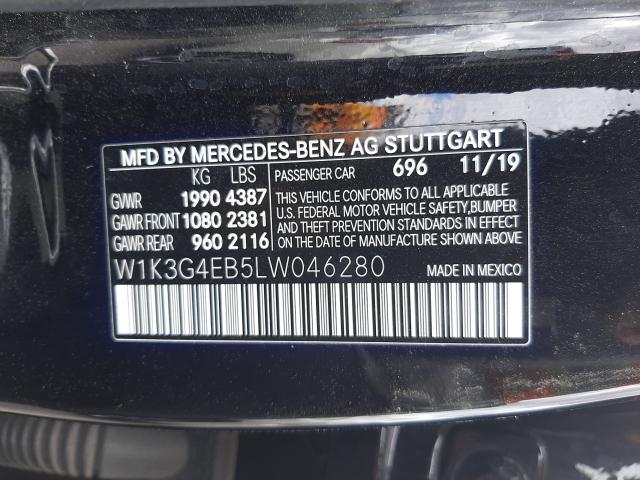 MFD BY MERCEDES-BENZ AG STUTTGART
KG LBS PASSENGER CAR 696 11/19
GVWR 1990 4387
GAWR FRONT 1080 2381
GAWR REAR 960 2116
THIS VEHICLE CONFORMS TO ALL APPLICABLE
U.S. FEDERAL MOTOR VEHICLE SAFETY,BUMPER
AND THEFT PREVENTION STANDARDS IN EFFECT
ON THE DATE OF MANUFACTURE SHOWN ABOVE.
W1K3G4EB5LW046280 MADE IN MEXICO